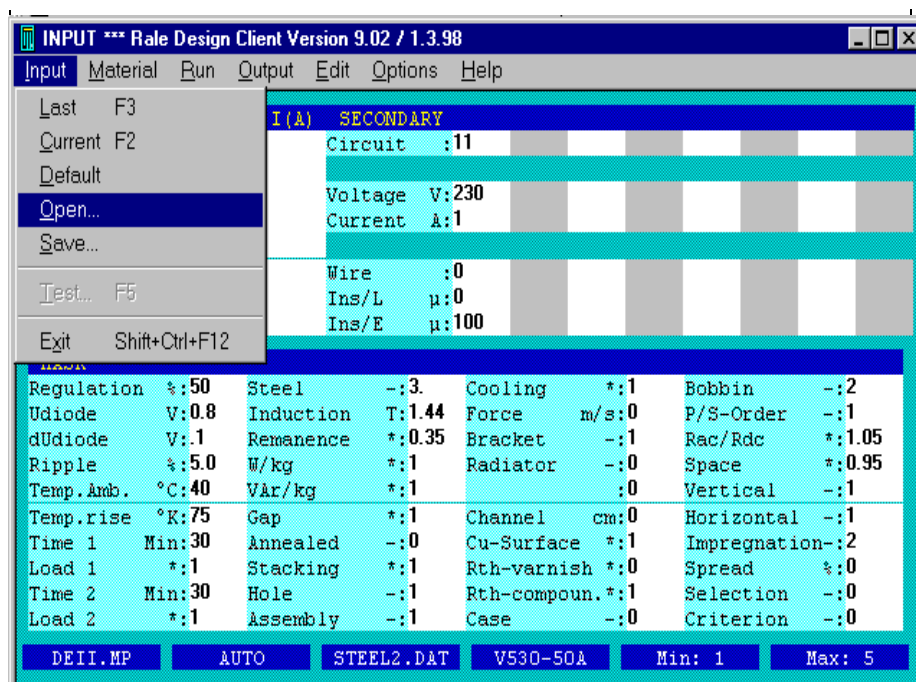 INPUT *** Rale Design Client Version 9.02 / 1.3.98
Input Material Run Output Edit Options Help
Last F3
Current F2
Default
Open...
Save...
Test... F5
Exit Shift+Ctrl+F12
I(A) SECONDARY
Circuit :11
Voltage V:230
Current A:1
Wire :0
Ins/L µ:0
Ins/E µ:100
Regulation %:50 Steel -:3. Cooling *:1 Bobbin -:2
Udiode V:0.8 Induction T:1.44 Force m/s:0 P/S-Order -:1
dUdiode V:.1 Remanence *:0.35 Bracket -:1 Rac/Rdc *:1.05
Ripple %:5.0 W/kg *:1 Radiator -:0 Space *:0.95
Temp.Amb. °C:40 VAr/kg *:1 :0 Vertical -:1
Temp.rise °K:75 Gap *:1 Channel cm:0 Horizontal -:1
Time 1 Min:30 Annealed -:0 Cu-Surface *:1 Impregnation-:2
Load 1 *:1 Stacking *:1 Rth-varnish *:0 Spread %:0
Time 2 Min:30 Hole -:1 Rth-compoun.*:1 Selection -:0
Load 2 *:1 Assembly -:1 Case -:0 Criterion -:0
DEII.MP AUTO STEEL2.DAT V530-50A Min: 1 Max: 5